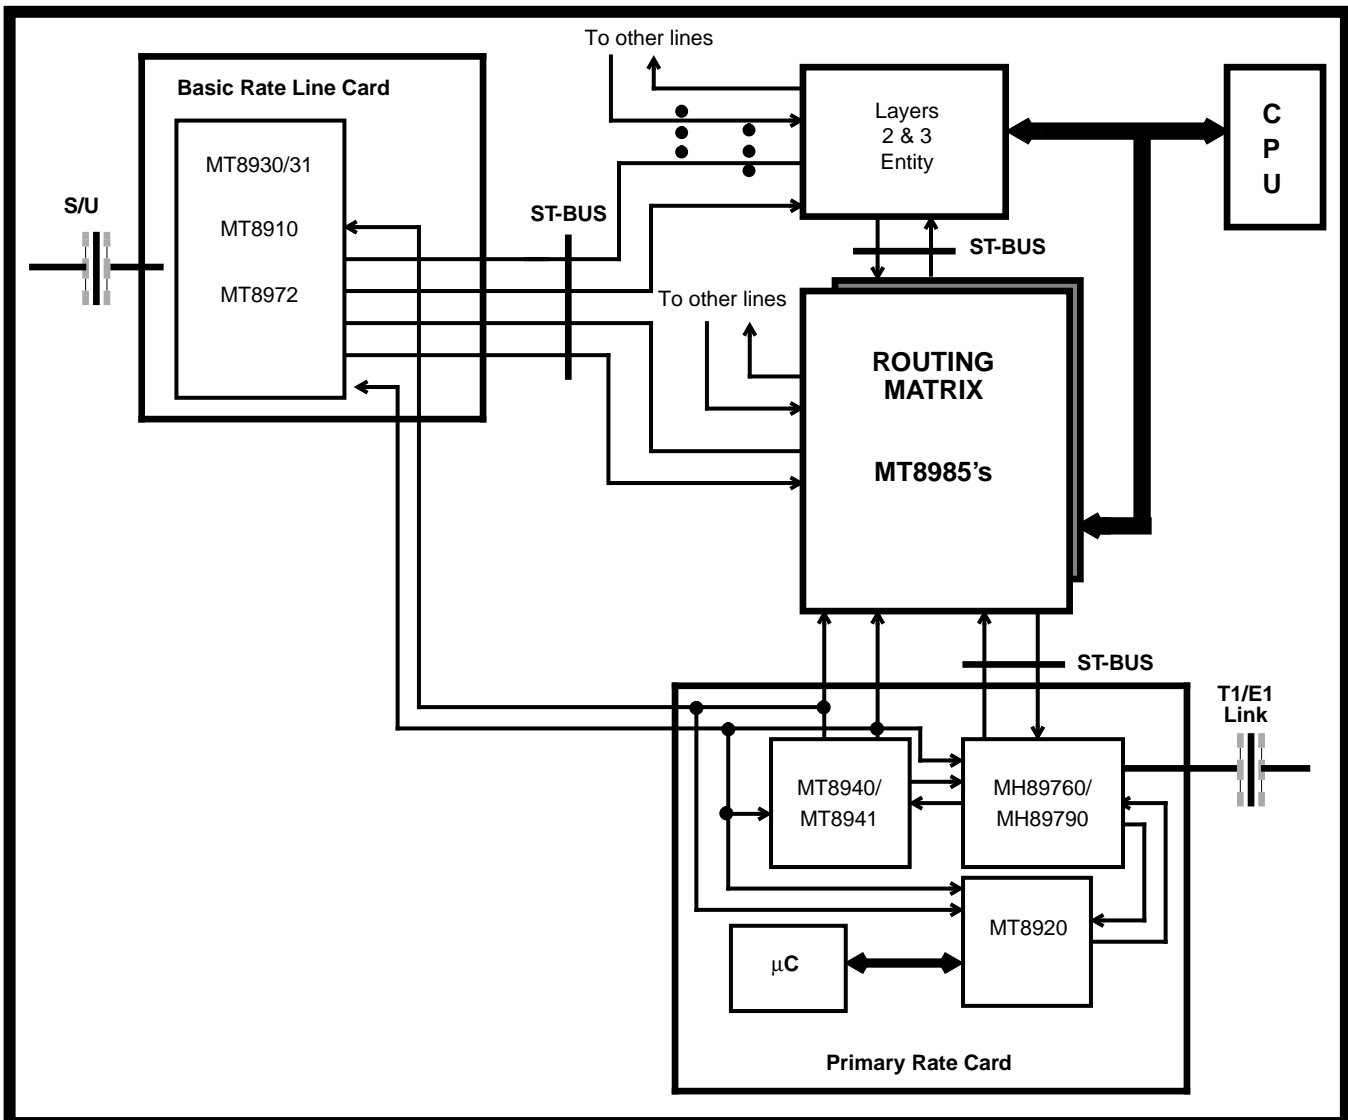 To other lines
Basic Rate Line Card
MT8930/31
MT8910
MT8972
S/U
ST-BUS
Layers
2 & 3
Entity
C
P
U
ST-BUS
To other lines
ROUTING
MATRIX
MT8985's
ST-BUS
T1/E1
Link
MT8940/
MT8941
MH89760/
MH89790
MT8920
µC
Primary Rate Card